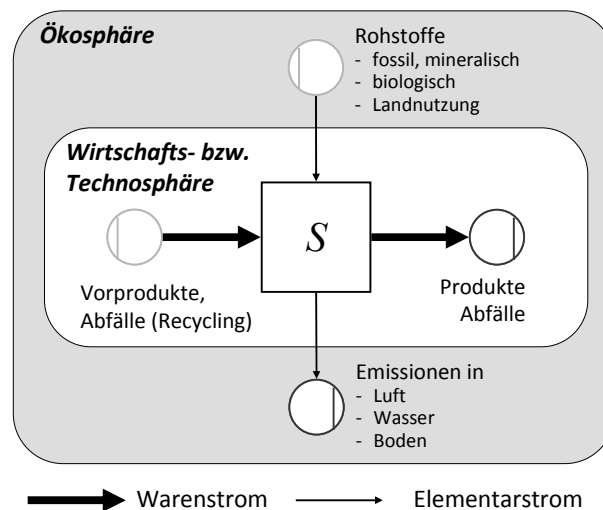 Ökosphäre
Rohstoffe
- fossil, mineralisch
- biologisch
- Landnutzung
Wirtschafts- bzw.
Technosphäre
S
Vorprodukte,
Abfälle (Recycling)
Produkte
Abfälle
Emissionen in
- Luft
- Wasser
- Boden
Warenstrom
Elementarstrom